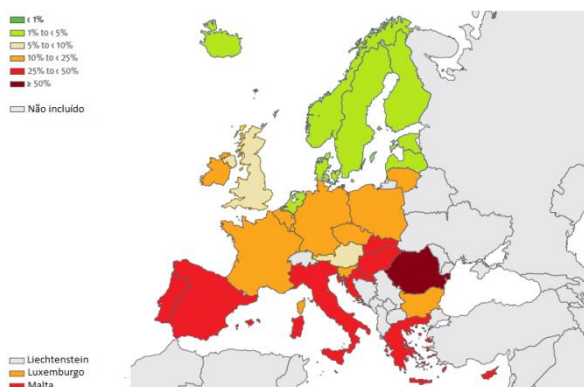 < 1%
1% to < 5%
5% to < 10%
10% to < 25%
25% to < 50%
≥ 50%
Não incluído
Liechtenstein
Luxemburgo
Malta